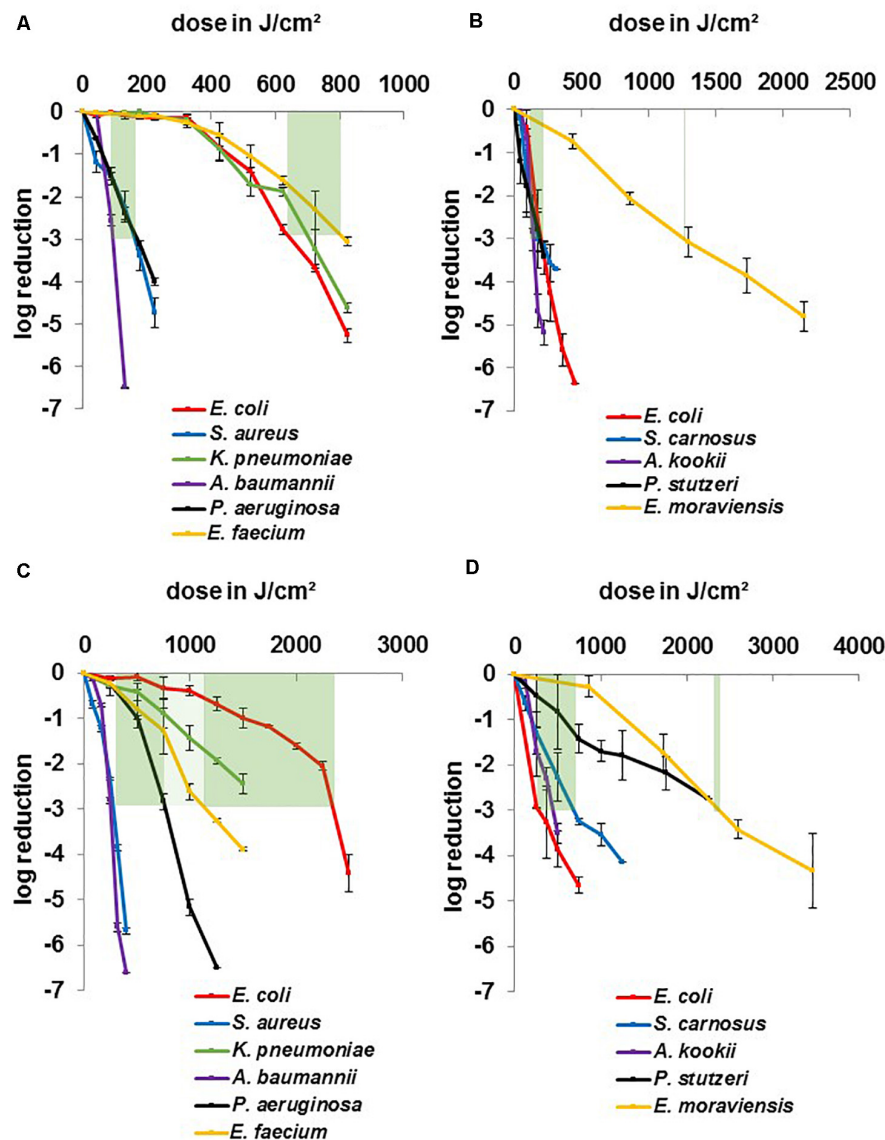 A
dose in J/cm²
0 200 400 600 800 1000
0
-1
-2
-3
-4
-5
-6
-7
log reduction
E. coli
S. aureus
K. pneumoniae
A. baumannii
P. aeruginosa
E. faecium
B
dose in J/cm²
0 500 1000 1500 2000 2500
0
-1
-2
-3
-4
-5
-6
-7
log reduction
E. coli
S. carnosus
A. kookii
P. stutzeri
E. moraviensis
C
dose in J/cm²
0 1000 2000 3000
0
-1
-2
-3
-4
-5
-6
-7
log reduction
E. coli
S. aureus
K. pneumoniae
A. baumannii
P. aeruginosa
E. faecium
D
dose in J/cm²
0 1000 2000 3000 4000
0
-1
-2
-3
-4
-5
-6
-7
log reduction
E. coli
S. carnosus
A. kookii
P. stutzeri
E. moraviensis